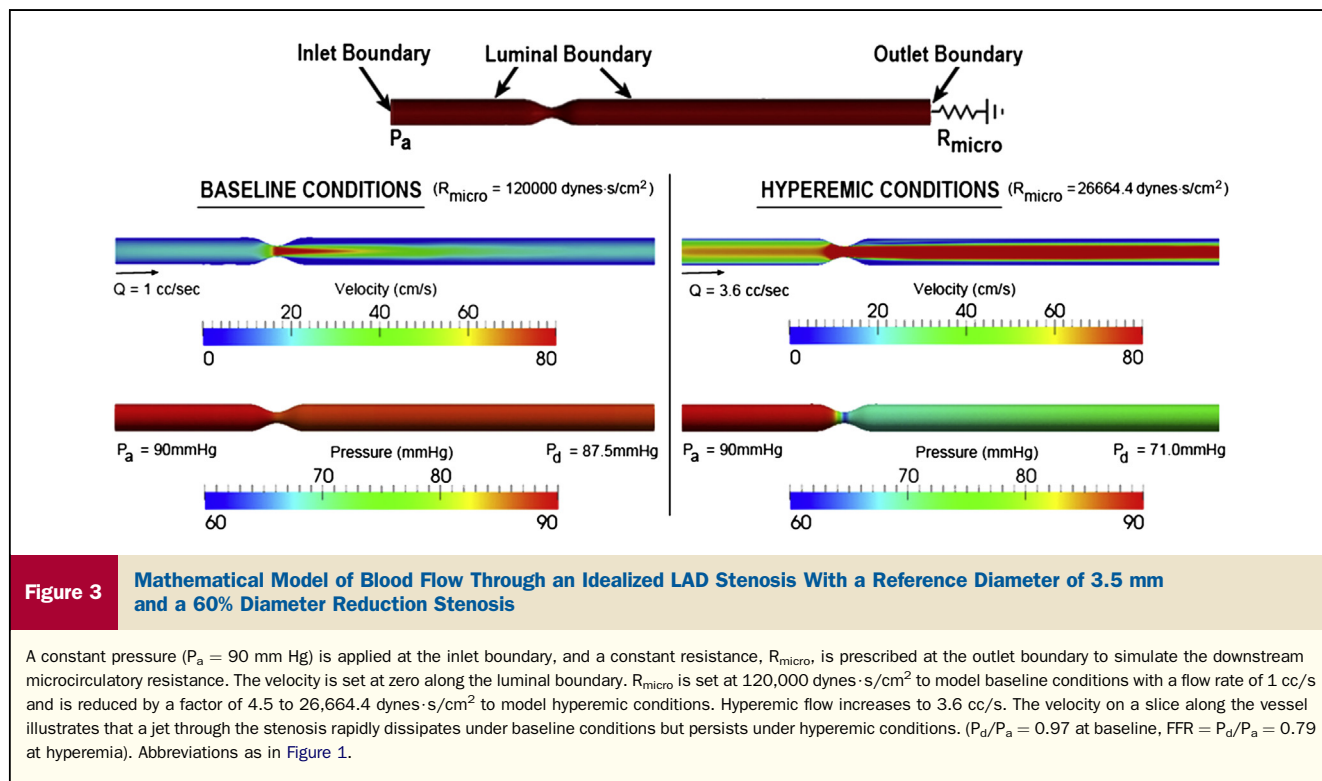 Inlet Boundary
Luminal Boundary
Outlet Boundary
Pa
Rmicro
BASELINE CONDITIONS (Rmicro = 120000 dynes·s/cm²)
Q = 1 cc/sec
Velocity (cm/s)
20 40 60
0 80
Pa = 90mmHg
Pressure (mmHg)
Pd = 87.5mmHg
70 80
60 90
HYPEREMIC CONDITIONS (Rmicro =26664.4 dynes·s/cm²)
Q = 3.6 cc/sec
Velocity (cm/s)
20 40 60
0 80
Pa = 90mmHg
Pressure (mmHg)
Pd = 71.0mmHg
70 80
60 90
Figure 3
Mathematical Model of Blood Flow Through an Idealized LAD Stenosis With a Reference Diameter of 3.5 mm
and a 60% Diameter Reduction Stenosis
A constant pressure (Pa = 90 mm Hg) is applied at the inlet boundary, and a constant resistance, Rmicro, is prescribed at the outlet boundary to simulate the downstream
microcirculatory resistance. The velocity is set at zero along the luminal boundary. Rmicro is set at 120,000 dynes·s/cm² to model baseline conditions with a flow rate of 1 cc/s
and is reduced by a factor of 4.5 to 26,664.4 dynes·s/cm² to model hyperemic conditions. Hyperemic flow increases to 3.6 cc/s. The velocity on a slice along the vessel
illustrates that a jet through the stenosis rapidly dissipates under baseline conditions but persists under hyperemic conditions. (Pd/Pa = 0.97 at baseline, FFR = Pd/Pa = 0.79
at hyperemia). Abbreviations as in Figure 1.